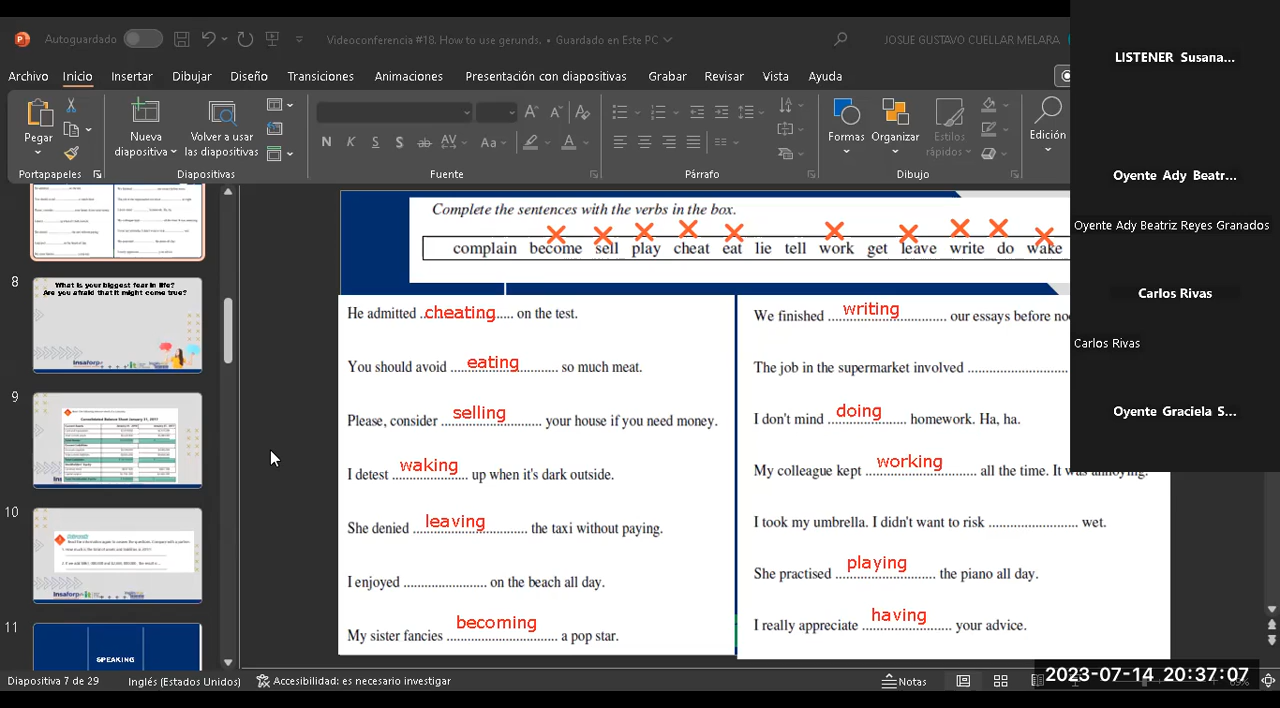 Autoguardado
Videoconferencia #18. How to use gerunds. • Guardado en Este PC
JOSUE GUSTAVO CUELLAR MELARA
Archivo Inicio Insertar Dibujar Diseño Transiciones Animaciones Presentación con diapositivas Grabar Revisar Vista Ayuda
Pegar
Nueva diapositiva
Volver a usar las diapositivas
N K S S ab AV Aa A
Formas Organizar Estilos rápidos Edición
Portapapeles Diapositivas Fuente Párrafo Dibujo
LISTENER Susana...
Oyente Ady Beatr...
Oyente Ady Beatriz Reyes Granados
Carlos Rivas
Carlos Rivas
Oyente Graciela S...
8
What is your biggest fear in life?
Are you afraid that it might come true?
Insaforp
9
Consolidated Balance Sheet January 31, 2021
10
Insaforp
11
SPEAKING
Complete the sentences with the verbs in the box.
complain become sell play cheat eat lie tell work get leave write do wake
He admitted ..cheating..... on the test.
You should avoid ....eating.... so much meat.
Please, consider ....selling.... your house if you need money.
I detest ....waking.... up when it's dark outside.
She denied ....leaving.... the taxi without paying.
I enjoyed ........................ on the beach all day.
My sister fancies ....becoming.... a pop star.
We finished ....writing.... our essays before
The job in the supermarket involved ............................
I don't mind ....doing.... homework. Ha, ha.
My colleague kept ....working.... all the time. It was annoying.
I took my umbrella. I didn't want to risk .......................... wet.
She practised ....playing.... the piano all day.
I really appreciate ....having.... your advice.
Diapositiva 7 de 29 Inglés (Estados Unidos) Accesibilidad: es necesario investigar Notas
2023-07-14 20:37:07